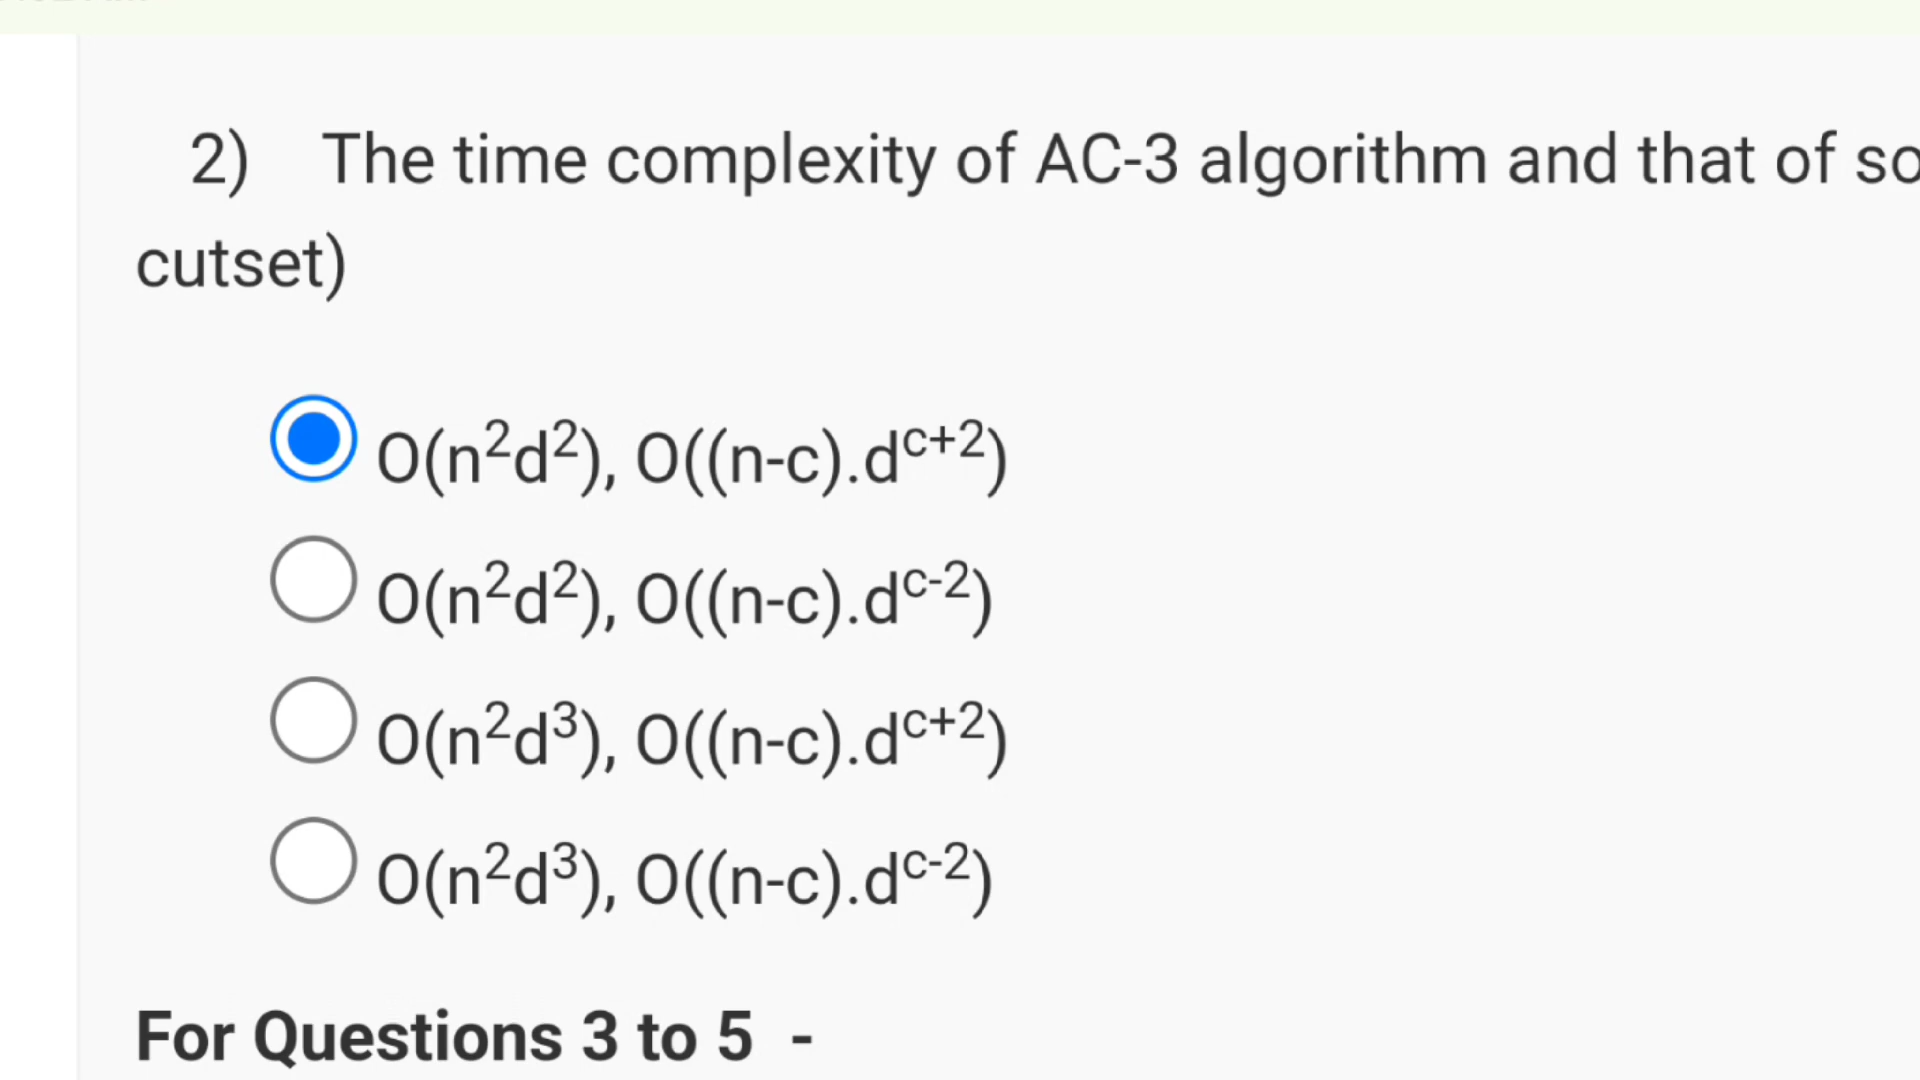 2) The time complexity of AC-3 algorithm and that of so
cutset)
O(n²d²), O((n-c).dᶜ⁺²)
O(n²d²), O((n-c).dᶜ⁻²)
O(n²d³), O((n-c).dᶜ⁺²)
O(n²d³), O((n-c).dᶜ⁻²)
For Questions 3 to 5 -